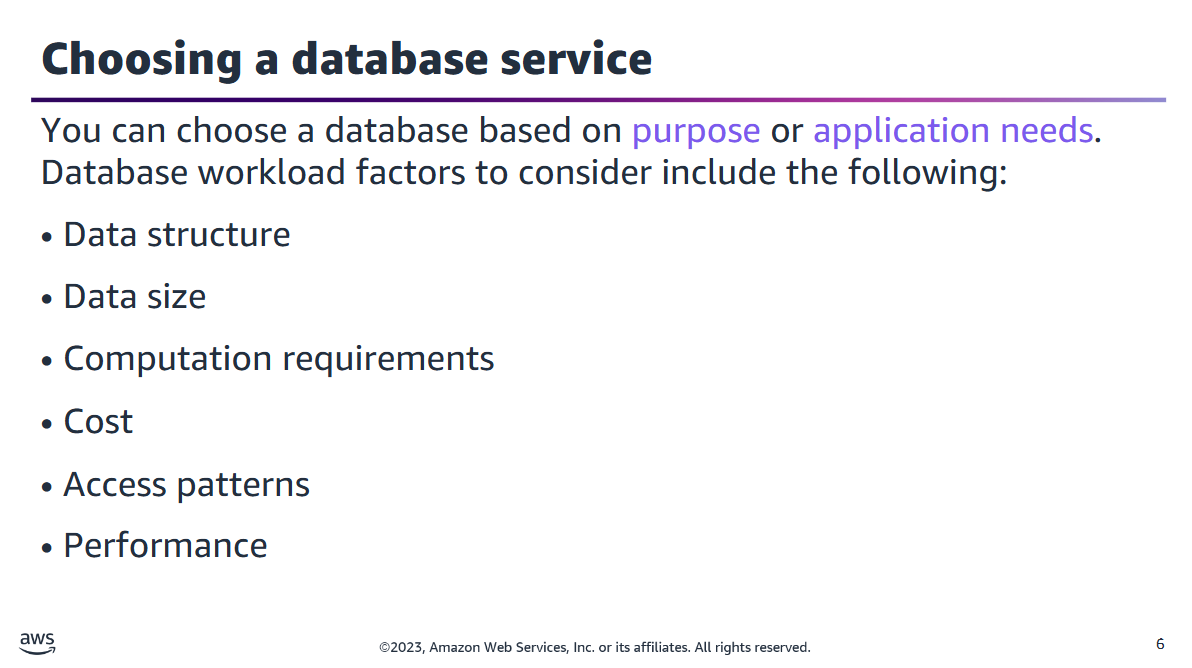 Choosing a database service
You can choose a database based on purpose or application needs.
Database workload factors to consider include the following:
• Data structure
• Data size
• Computation requirements
• Cost
• Access patterns
• Performance
aws
©2023, Amazon Web Services, Inc. or its affiliates. All rights reserved.
6